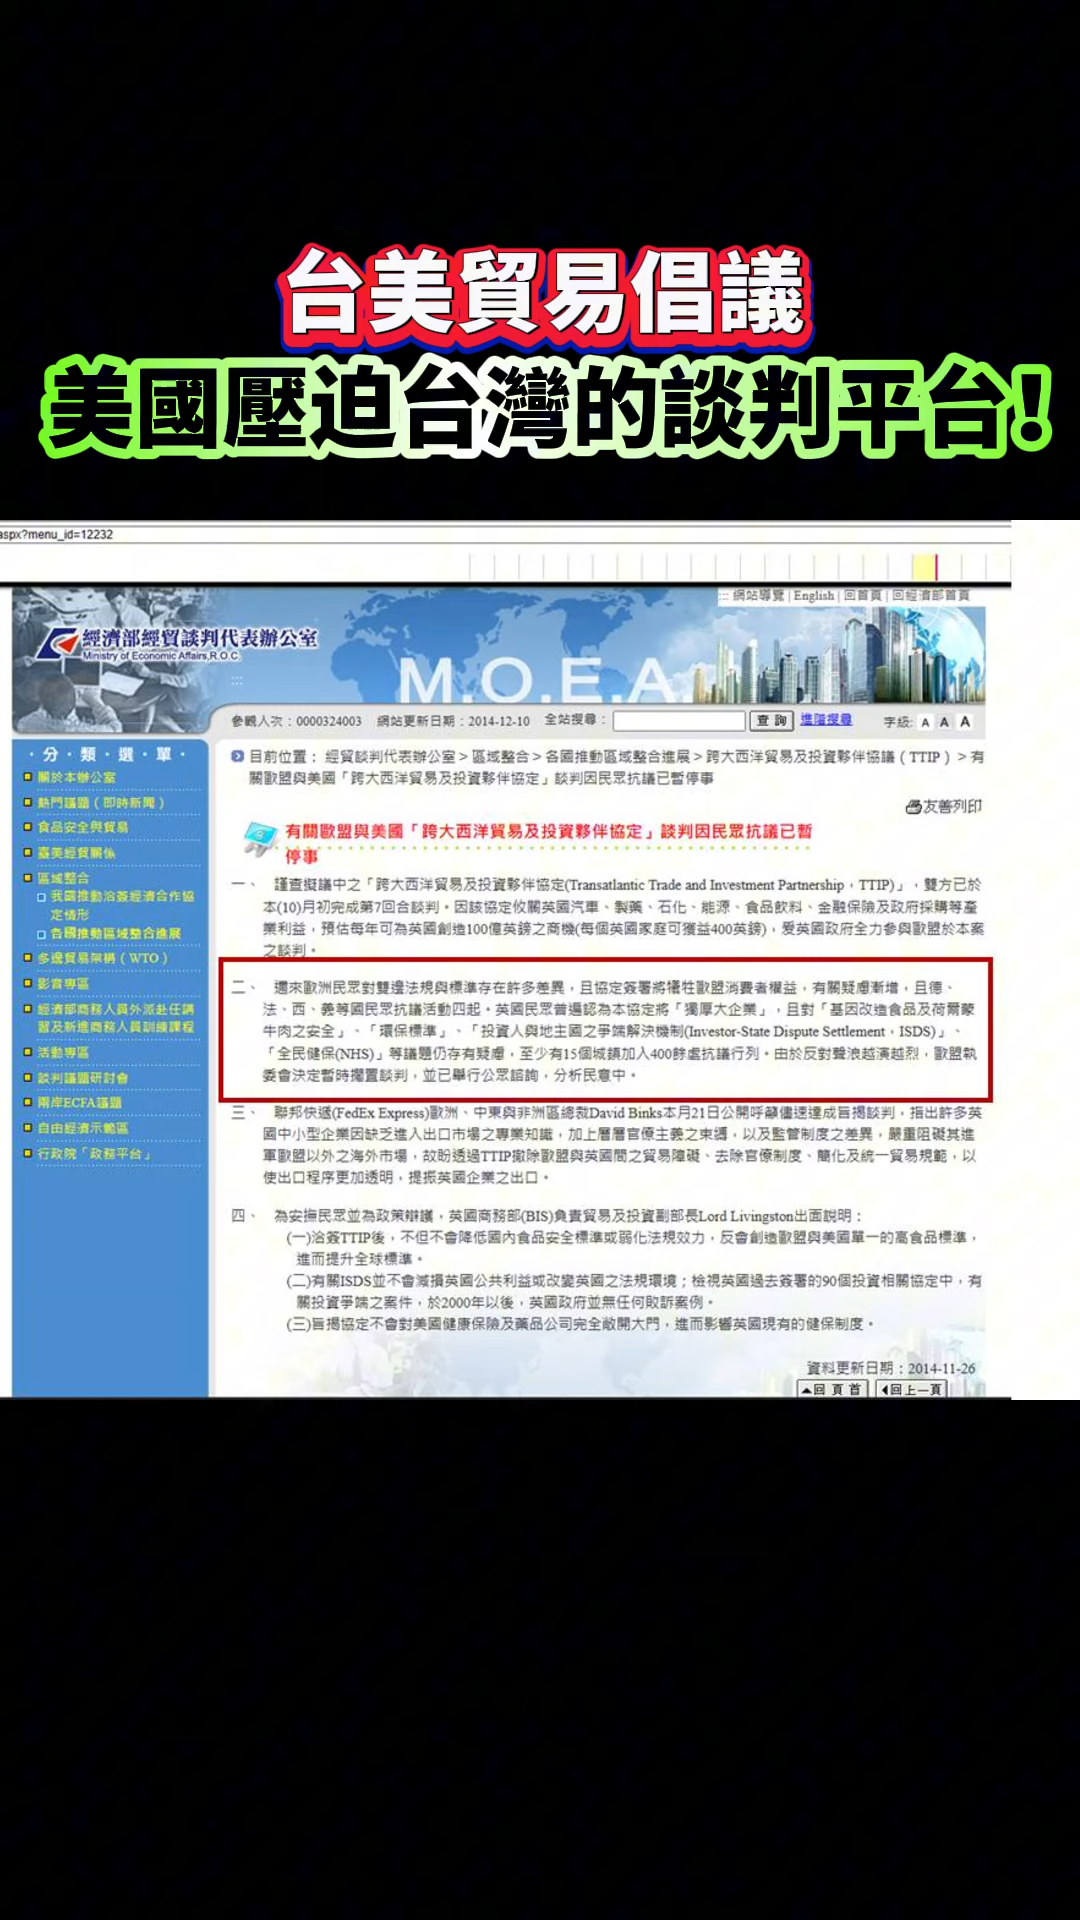 台美貿易倡議
美國壓迫台灣的談判平台!
aspx?menu_id=12232
::: 網站導覽 | English | 回首頁 | 回經濟部首頁
經濟部經貿談判代表辦公室
Ministry of Economic Affairs,R.O.C.
M.O.E.A.
:::
參觀人次：0000324003 網站更新日期：2014-12-10 全站搜尋： 查詢 進階搜尋 字級: A A A
·分·類·選·單·
關於本辦公室
熱門議題（即時新聞）
食品安全與貿易
臺美經貿關係
區域整合
我國推動洽簽經濟合作協
定情形
各國推動區域整合進展
多邊貿易架構（WTO）
影音專區
經濟部商務人員外派赴任講
習及新進商務人員訓練課程
活動專區
談判議題研討會
兩岸ECFA議題
自由經濟示範區
行政院「政務平台」
目前位置： 經貿談判代表辦公室 > 區域整合 > 各國推動區域整合進展 > 跨大西洋貿易及投資夥伴協議（TTIP）> 有
關歐盟與美國「跨大西洋貿易及投資夥伴協定」談判因民眾抗議已暫停事
友善列印
有關歐盟與美國「跨大西洋貿易及投資夥伴協定」談判因民眾抗議已暫
停事
一、 謹查擬議中之「跨大西洋貿易及投資夥伴協定(Transatlantic Trade and Investment Partnership，TTIP)」，雙方已於
本(10)月初完成第7回合談判。因該協定攸關英國汽車、製藥、石化、能源、食品飲料、金融保險及政府採購等產
業利益，預估每年可為英國創造100億英鎊之商機(每個英國家庭可獲益400英鎊)，爰英國政府全力參與歐盟於本案
之談判。
二、 邇來歐洲民眾對雙邊法規與標準存在許多差異，且協定簽署將犧牲歐盟消費者權益，有關疑慮漸增，且德、
法、西、義等國民眾抗議活動四起。英國民眾普遍認為本協定將「獨厚大企業」，且對「基因改造食品及荷爾蒙
牛肉之安全」、「環保標準」、「投資人與地主國之爭端解決機制(Investor-State Dispute Settlement，ISDS)」、
「全民健保(NHS)」等議題仍存有疑慮，至少有15個城鎮加入400餘處抗議行列。由於反對聲浪越演越烈，歐盟執
委會決定暫時擱置談判，並已舉行公眾諮詢，分析民意中。
三、 聯邦快遞(FedEx Express)歐洲、中東與非洲區總裁David Binks本月21日公開呼籲儘速達成旨揭談判，指出許多英
國中小型企業因缺乏進入出口市場之專業知識，加上層層官僚主義之束縛，以及監管制度之差異，嚴重阻礙其進
軍歐盟以外之海外市場，故盼透過TTIP撤除歐盟與英國間之貿易障礙、去除官僚制度、簡化及統一貿易規範，以
使出口程序更加透明，提振英國企業之出口。
四、 為安撫民眾並為政策辯護，英國商務部(BIS)負責貿易及投資副部長Lord Livingston出面說明：
(一)洽簽TTIP後，不但不會降低國內食品安全標準或弱化法規效力，反會創造歐盟與美國單一的高食品標準，
進而提升全球標準。
(二)有關ISDS並不會減損英國公共利益或改變英國之法規環境；檢視英國過去簽署的90個投資相關協定中，有
關投資爭端之案件，於2000年以後，英國政府並無任何敗訴案例。
(三)旨揭協定不會對美國健康保險及藥品公司完全敞開大門，進而影響英國現有的健保制度。
資料更新日期：2014-11-26
▲回頁首 ◀回上一頁